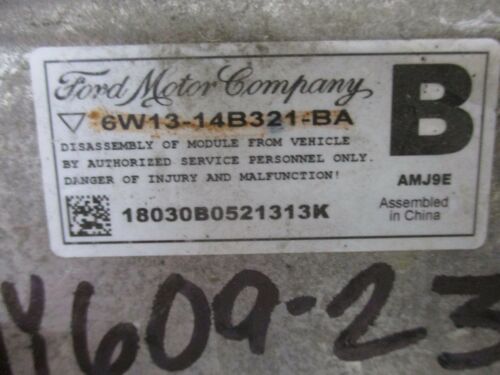 Ford Motor Company
B
6W13-14B321-BA
DISASSEMBLY OF MODULE FROM VEHICLE
BY AUTHORIZED SERVICE PERSONNEL ONLY.
DANGER OF INJURY AND MALFUNCTION!
AMJ9E
18030B0521313K
Assembled
in China
Y609-23